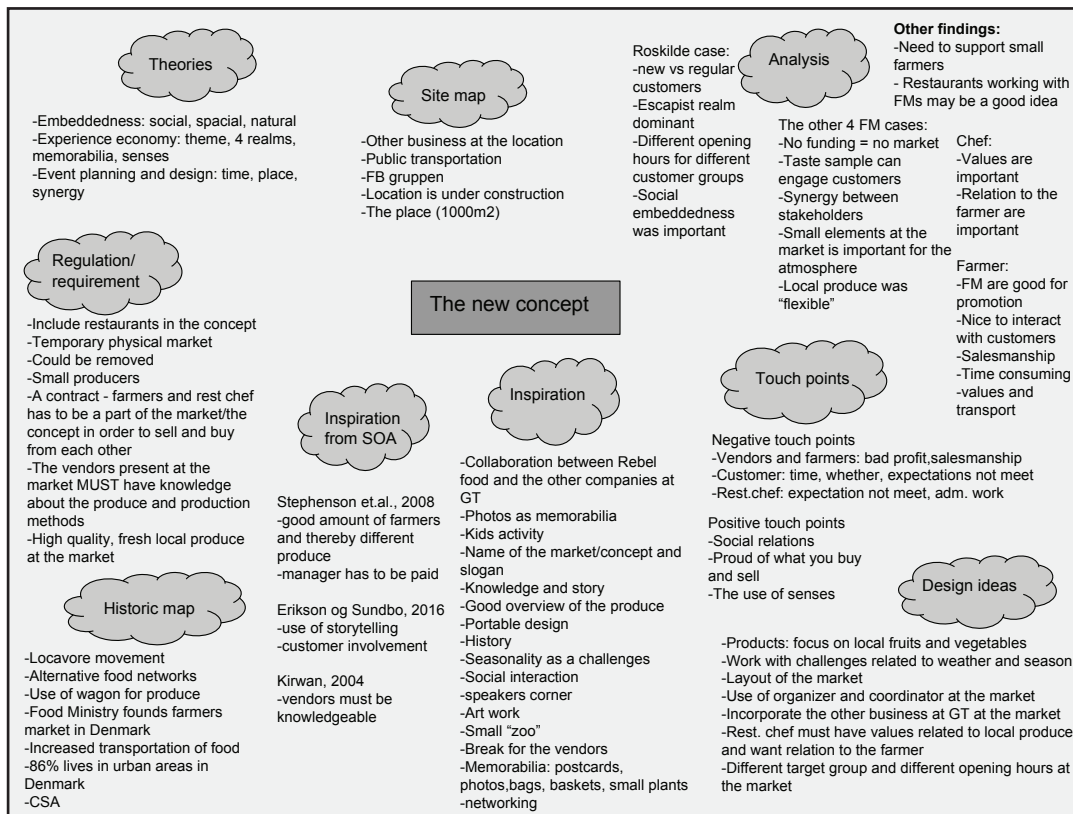 Theories
-Embeddedness: social, spacial, natural
-Experience economy: theme, 4 realms,
memorabilia, senses
-Event planning and design: time, place,
synergy
Site map
-Other business at the location
-Public transportation
-FB gruppen
-Location is under construction
-The place (1000m2)
Roskilde case:
-new vs regular
customers
-Escapist realm
dominant
-Different opening
hours for different
customer groups
-Social
embeddedness
was important
Analysis
The other 4 FM cases:
-No funding = no market
-Taste sample can
engage customers
-Synergy between
stakeholders
-Small elements at the
market is important for the
atmosphere
-Local produce was
“flexible”
Other findings:
-Need to support small
farmers
- Restaurants working with
FMs may be a good idea
Chef:
-Values are
important
-Relation to the
farmer are
important
Farmer:
-FM are good for
promotion
-Nice to interact
with customers
-Salesmanship
-Time consuming
-values and
transport
Regulation/
requirement
-Include restaurants in the concept
-Temporary physical market
-Could be removed
-Small producers
-A contract - farmers and rest chef
has to be a part of the market/the
concept in order to sell and buy
from each other
-The vendors present at the
market MUST have knowledge
about the produce and production
methods
-High quality, fresh local produce
at the market
The new concept
Historic map
-Locavore movement
-Alternative food networks
-Use of wagon for produce
-Food Ministry founds farmers
market in Denmark
-Increased transportation of food
-86% lives in urban areas in
Denmark
-CSA
Inspiration
from SOA
Stephenson et.al., 2008
-good amount of farmers
and thereby different
produce
-manager has to be paid
Erikson og Sundbo, 2016
-use of storytelling
-customer involvement
Kirwan, 2004
-vendors must be
knowledgeable
Inspiration
-Collaboration between Rebel
food and the other companies at
GT
-Photos as memorabilia
-Kids activity
-Name of the market/concept and
slogan
-Knowledge and story
-Good overview of the produce
-Portable design
-History
-Seasonality as a challenges
-Social interaction
-speakers corner
-Art work
-Small “zoo”
-Break for the vendors
-Memorabilia: postcards,
photos,bags, baskets, small plants
-networking
Touch points
Negative touch points
-Vendors and farmers: bad profit,salesmanship
-Customer: time, whether, expectations not meet
-Rest.chef: expectation not meet, adm. work
Positive touch points
-Social relations
-Proud of what you buy
and sell
-The use of senses
Design ideas
-Products: focus on local fruits and vegetables
-Work with challenges related to weather and season
-Layout of the market
-Use of organizer and coordinator at the market
-Incorporate the other business at GT at the market
-Rest. chef must have values related to local produce
and want relation to the farmer
-Different target group and different opening hours at
the market